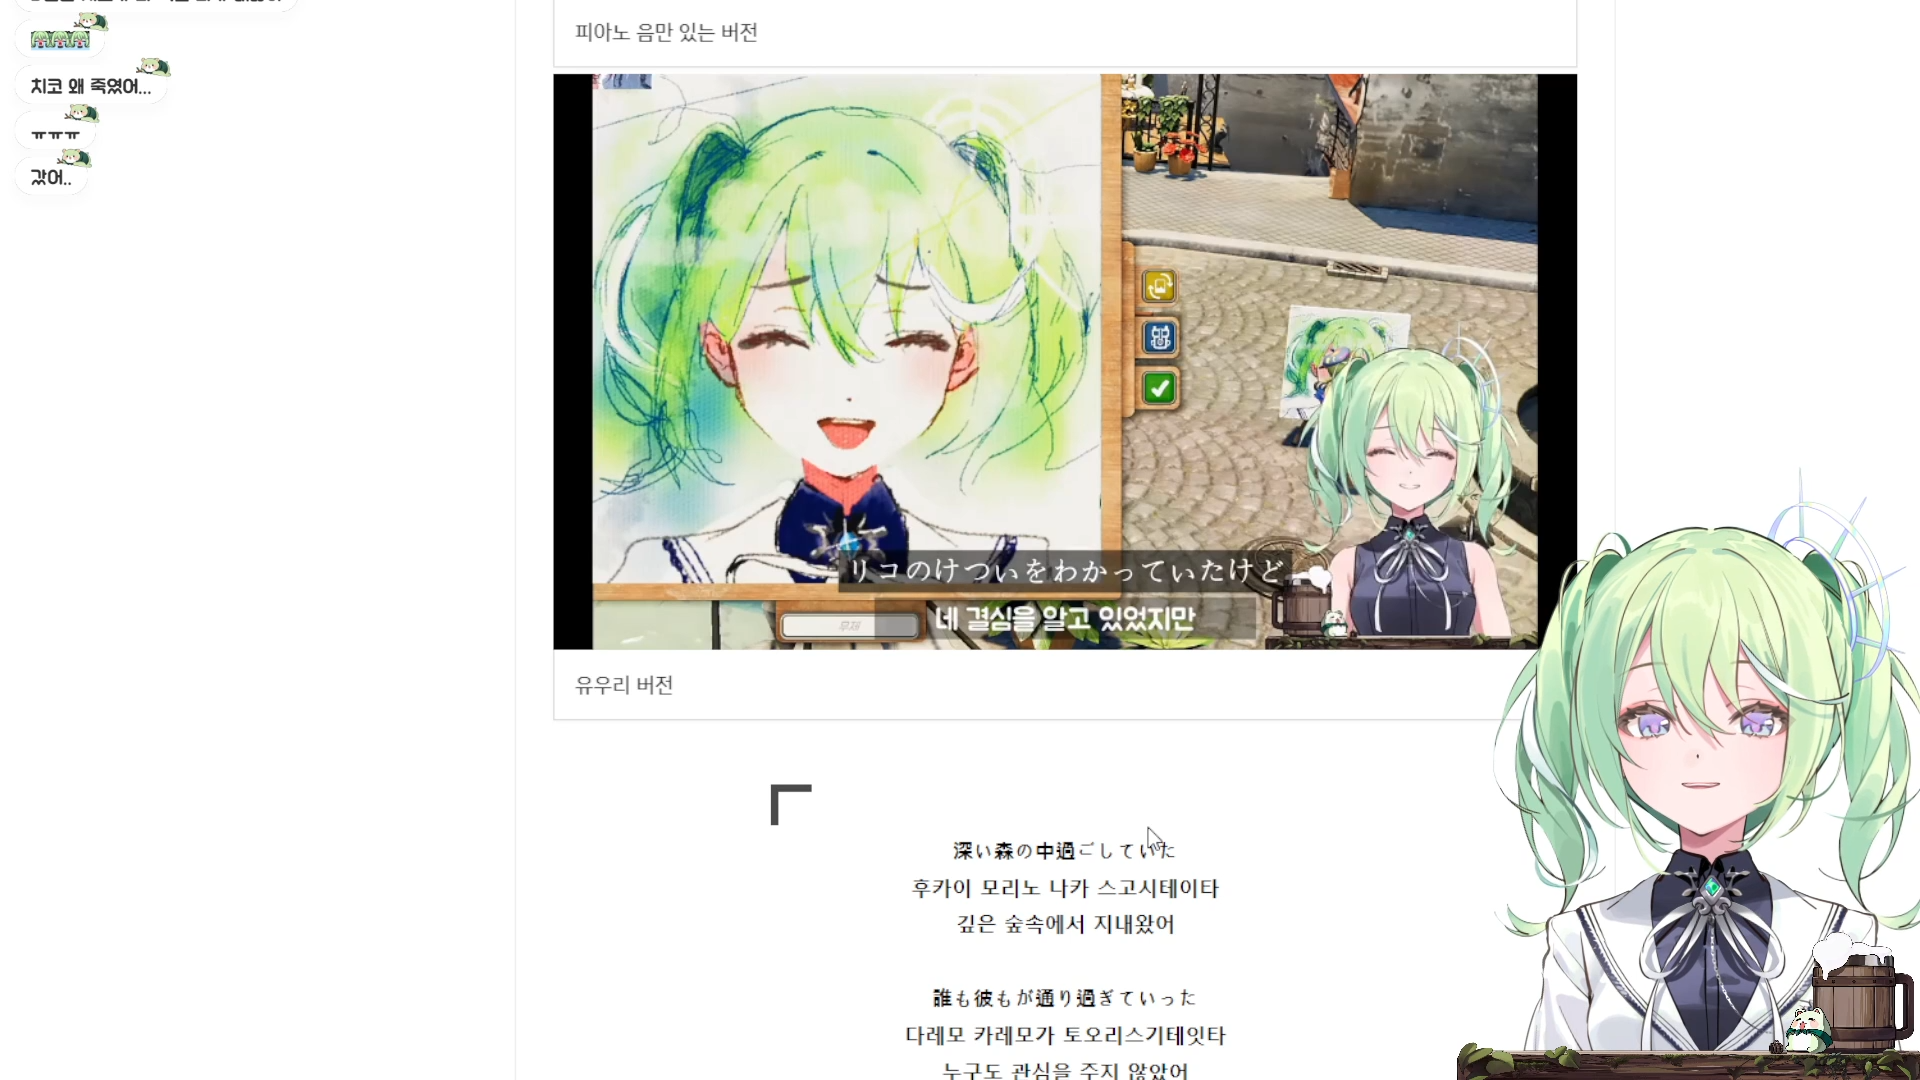 치코 왜 죽였어...
ㅠㅠㅠ
갔어..
피아노 음만 있는 버전
リコのけつぃをわかっていたけど
네 결심을 알고 있었지만
우체
유우리 버전
深い森の中過ごしていた
후카이 모리노 나카 스고시테이타
깊은 숲속에서 지내왔어
誰も彼もが通り過ぎていった
다레모 카레모가 토오리스기테잇타
누구도 관심을 주지 않았어